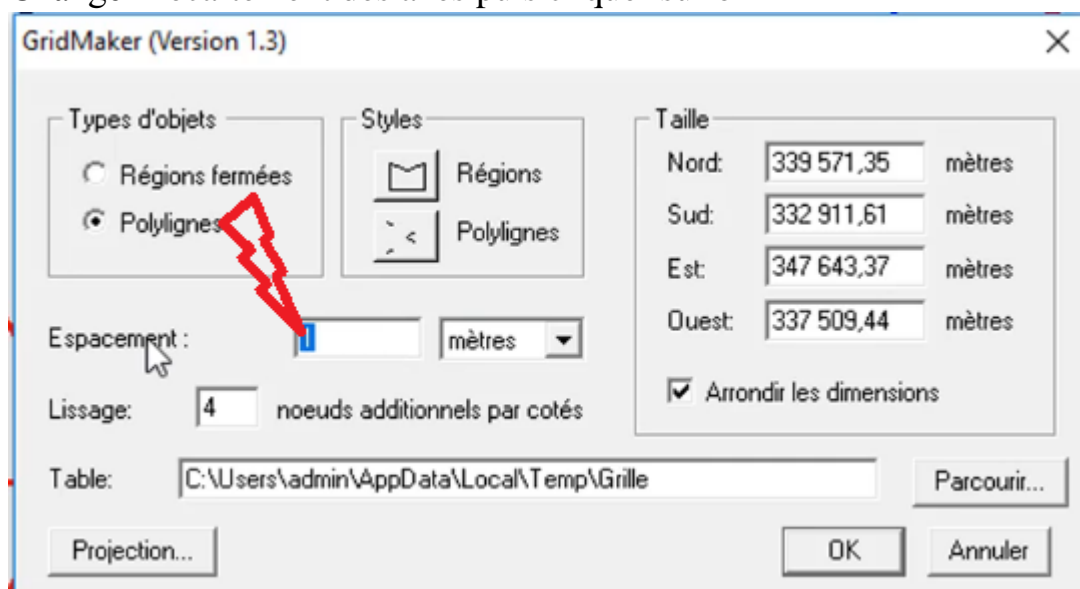 GridMaker (Version 1.3)
Types d'objets
Régions fermées
Polylignes
Styles
Régions
Polylignes
Taille
Nord: 339 571,35 mètres
Sud: 332 911,61 mètres
Est: 347 643,37 mètres
Ouest: 337 509,44 mètres
Arrondir les dimensions
Espacement : 1 mètres
Lissage: 4 noeuds additionnels par cotés
Table: C:\Users\admin\AppData\Local\Temp\Grille Parcourir...
Projection... OK Annuler